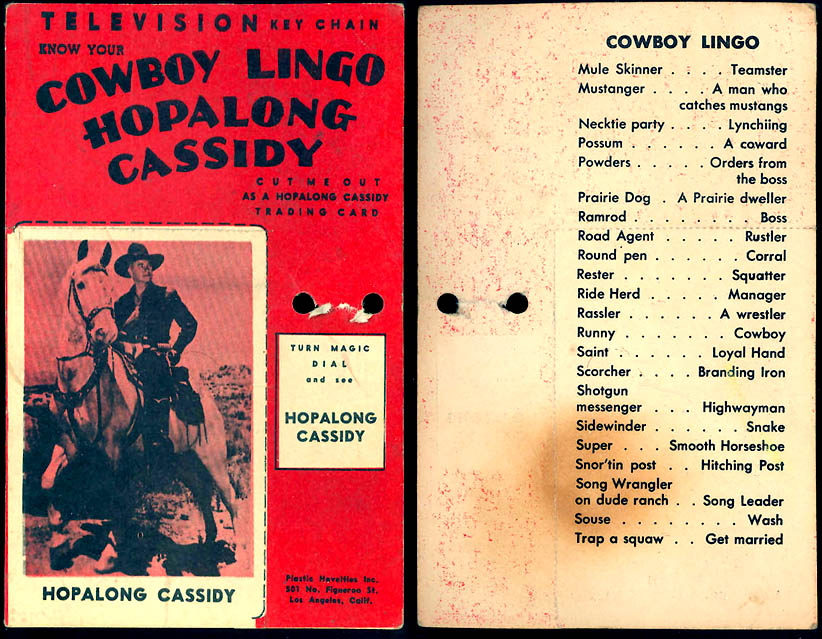 TELEVISION KEY CHAIN
KNOW YOUR
COWBOY LINGO
HOPALONG
CASSIDY
CUT ME OUT
AS A HOPALONG CASSIDY
TRADING CARD
TURN MAGIC
DIAL
and see
HOPALONG
CASSIDY
Plastic Novelties Inc.
501 No. Figueroa St.
Los Angeles, Calif.
HOPALONG CASSIDY
COWBOY LINGO
Mule Skinner . . . . Teamster
Mustanger . . . . . A man who
catches mustangs
Necktie party . . . . Lynchiing
Possum . . . . . . . A coward
Powders . . . . . Orders from
the boss
Prairie Dog . A Prairie dweller
Ramrod . . . . . . . . Boss
Road Agent . . . . . Rustler
Round pen . . . . . . Corral
Rester . . . . . . . Squatter
Ride Herd . . . . . Manager
Rassler . . . . . . A wrestler
Runny . . . . . . . Cowboy
Saint . . . . . Loyal Hand
Scorcher . . . . Branding Iron
Shotgun
messenger . . . Highwayman
Sidewinder . . . . . . Snake
Super . . . Smooth Horseshoe
Snor'tin post . . Hitching Post
Song Wrangler
on dude ranch . . Song Leader
Souse . . . . . . . . Wash
Trap a squaw . . Get married